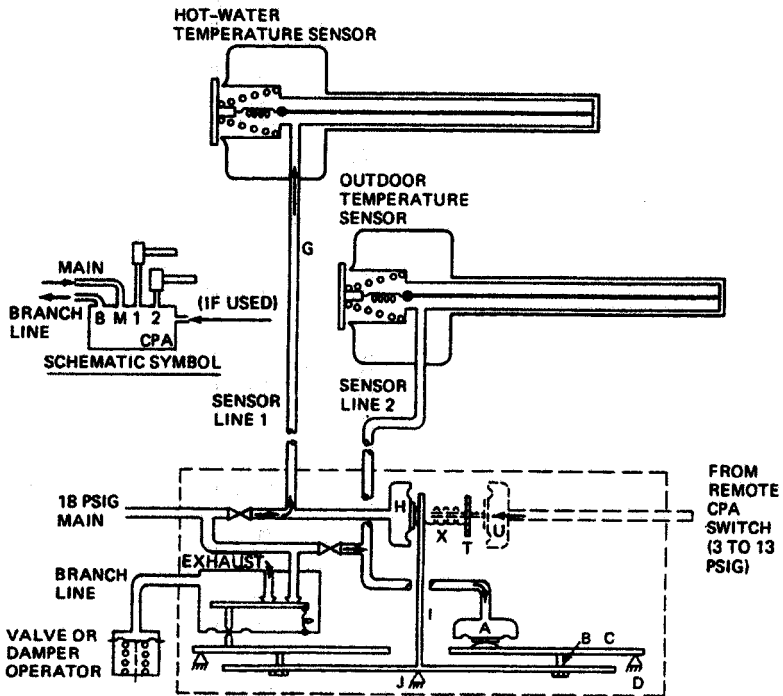 HOT-WATER
TEMPERATURE SENSOR
OUTDOOR
TEMPERATURE
SENSOR
G
MAIN
BRANCH
LINE
B M 1 2
CPA
(IF USED)
SCHEMATIC SYMBOL
SENSOR
LINE 1
SENSOR
LINE 2
18 PSIG
MAIN
H
X
T
U
FROM
REMOTE
CPA
SWITCH
(3 TO 13
PSIG)
EXHAUST
BRANCH
LINE
I
A
VALVE OR
DAMPER
OPERATOR
B C
J
D